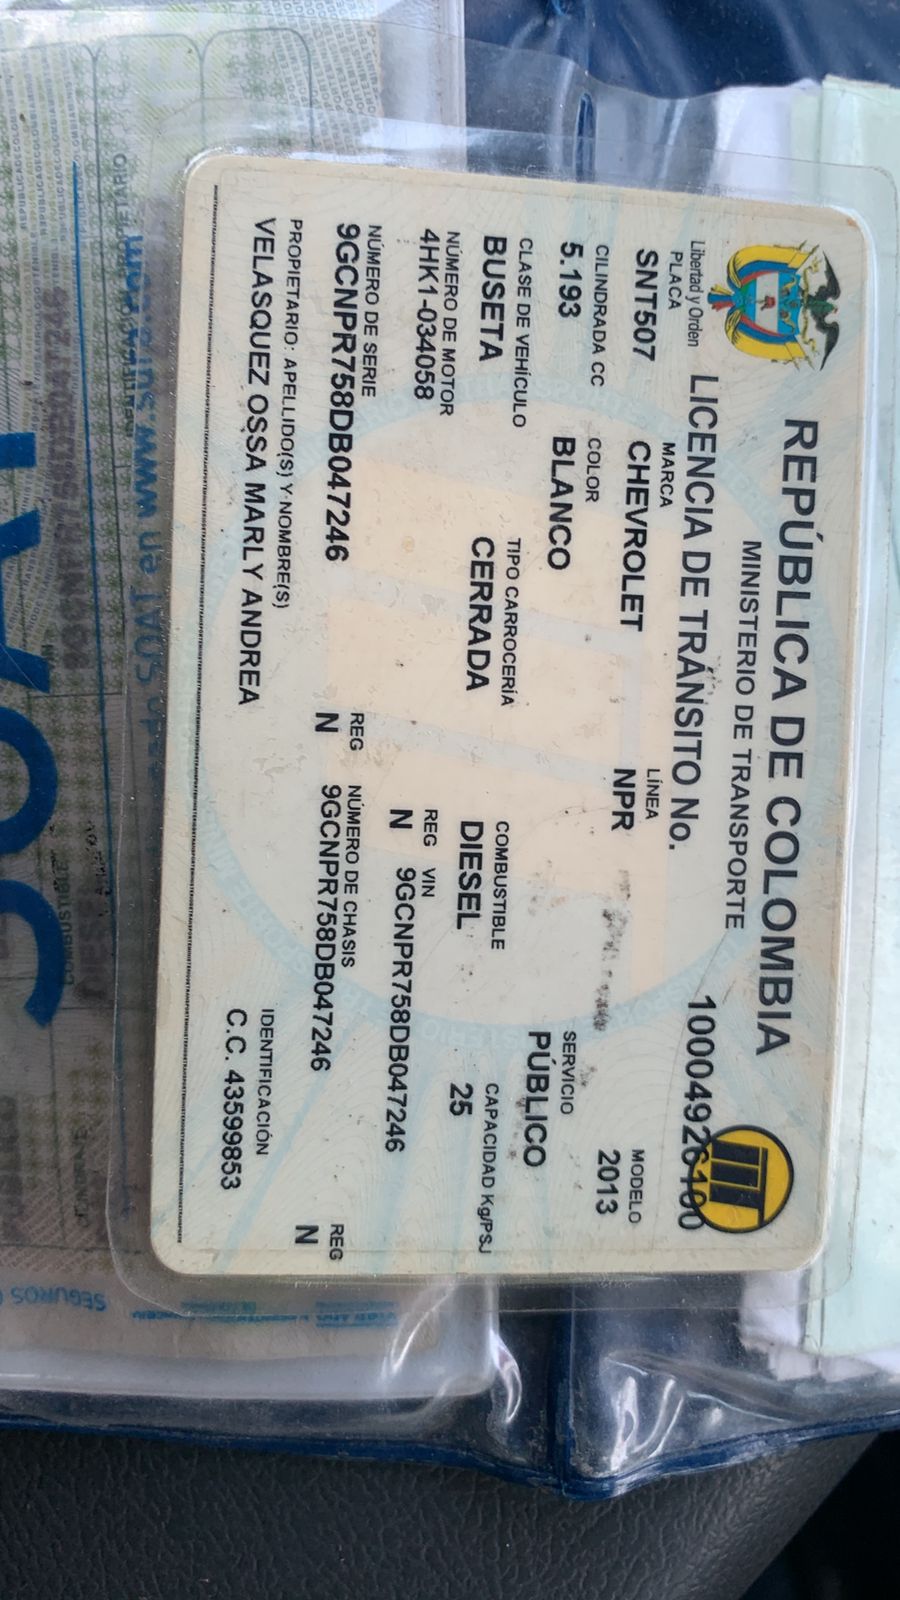 REPÚBLICA DE COLOMBIA
MINISTERIO DE TRANSPORTE
Libertad y Orden
LICENCIA DE TRÁNSITO No. 10004926100
PLACA MARCA LÍNEA MODELO
SNT507 CHEVROLET NPR 2013
CILINDRADA CC COLOR SERVICIO
5.193 BLANCO PÚBLICO
CLASE DE VEHÍCULO TIPO CARROCERÍA COMBUSTIBLE CAPACIDAD Kg/PSJ
BUSETA CERRADA DIESEL 25
NÚMERO DE MOTOR REG VIN
4HK1-034058 N 9GCNPR758DB047246
NÚMERO DE SERIE REG NÚMERO DE CHASIS REG
9GCNPR758DB047246 N 9GCNPR758DB047246 N
PROPIETARIO: APELLIDO(S) Y NOMBRE(S) IDENTIFICACIÓN
VELASQUEZ OSSA MARLY ANDREA C.C. 43599853
SEGUROS